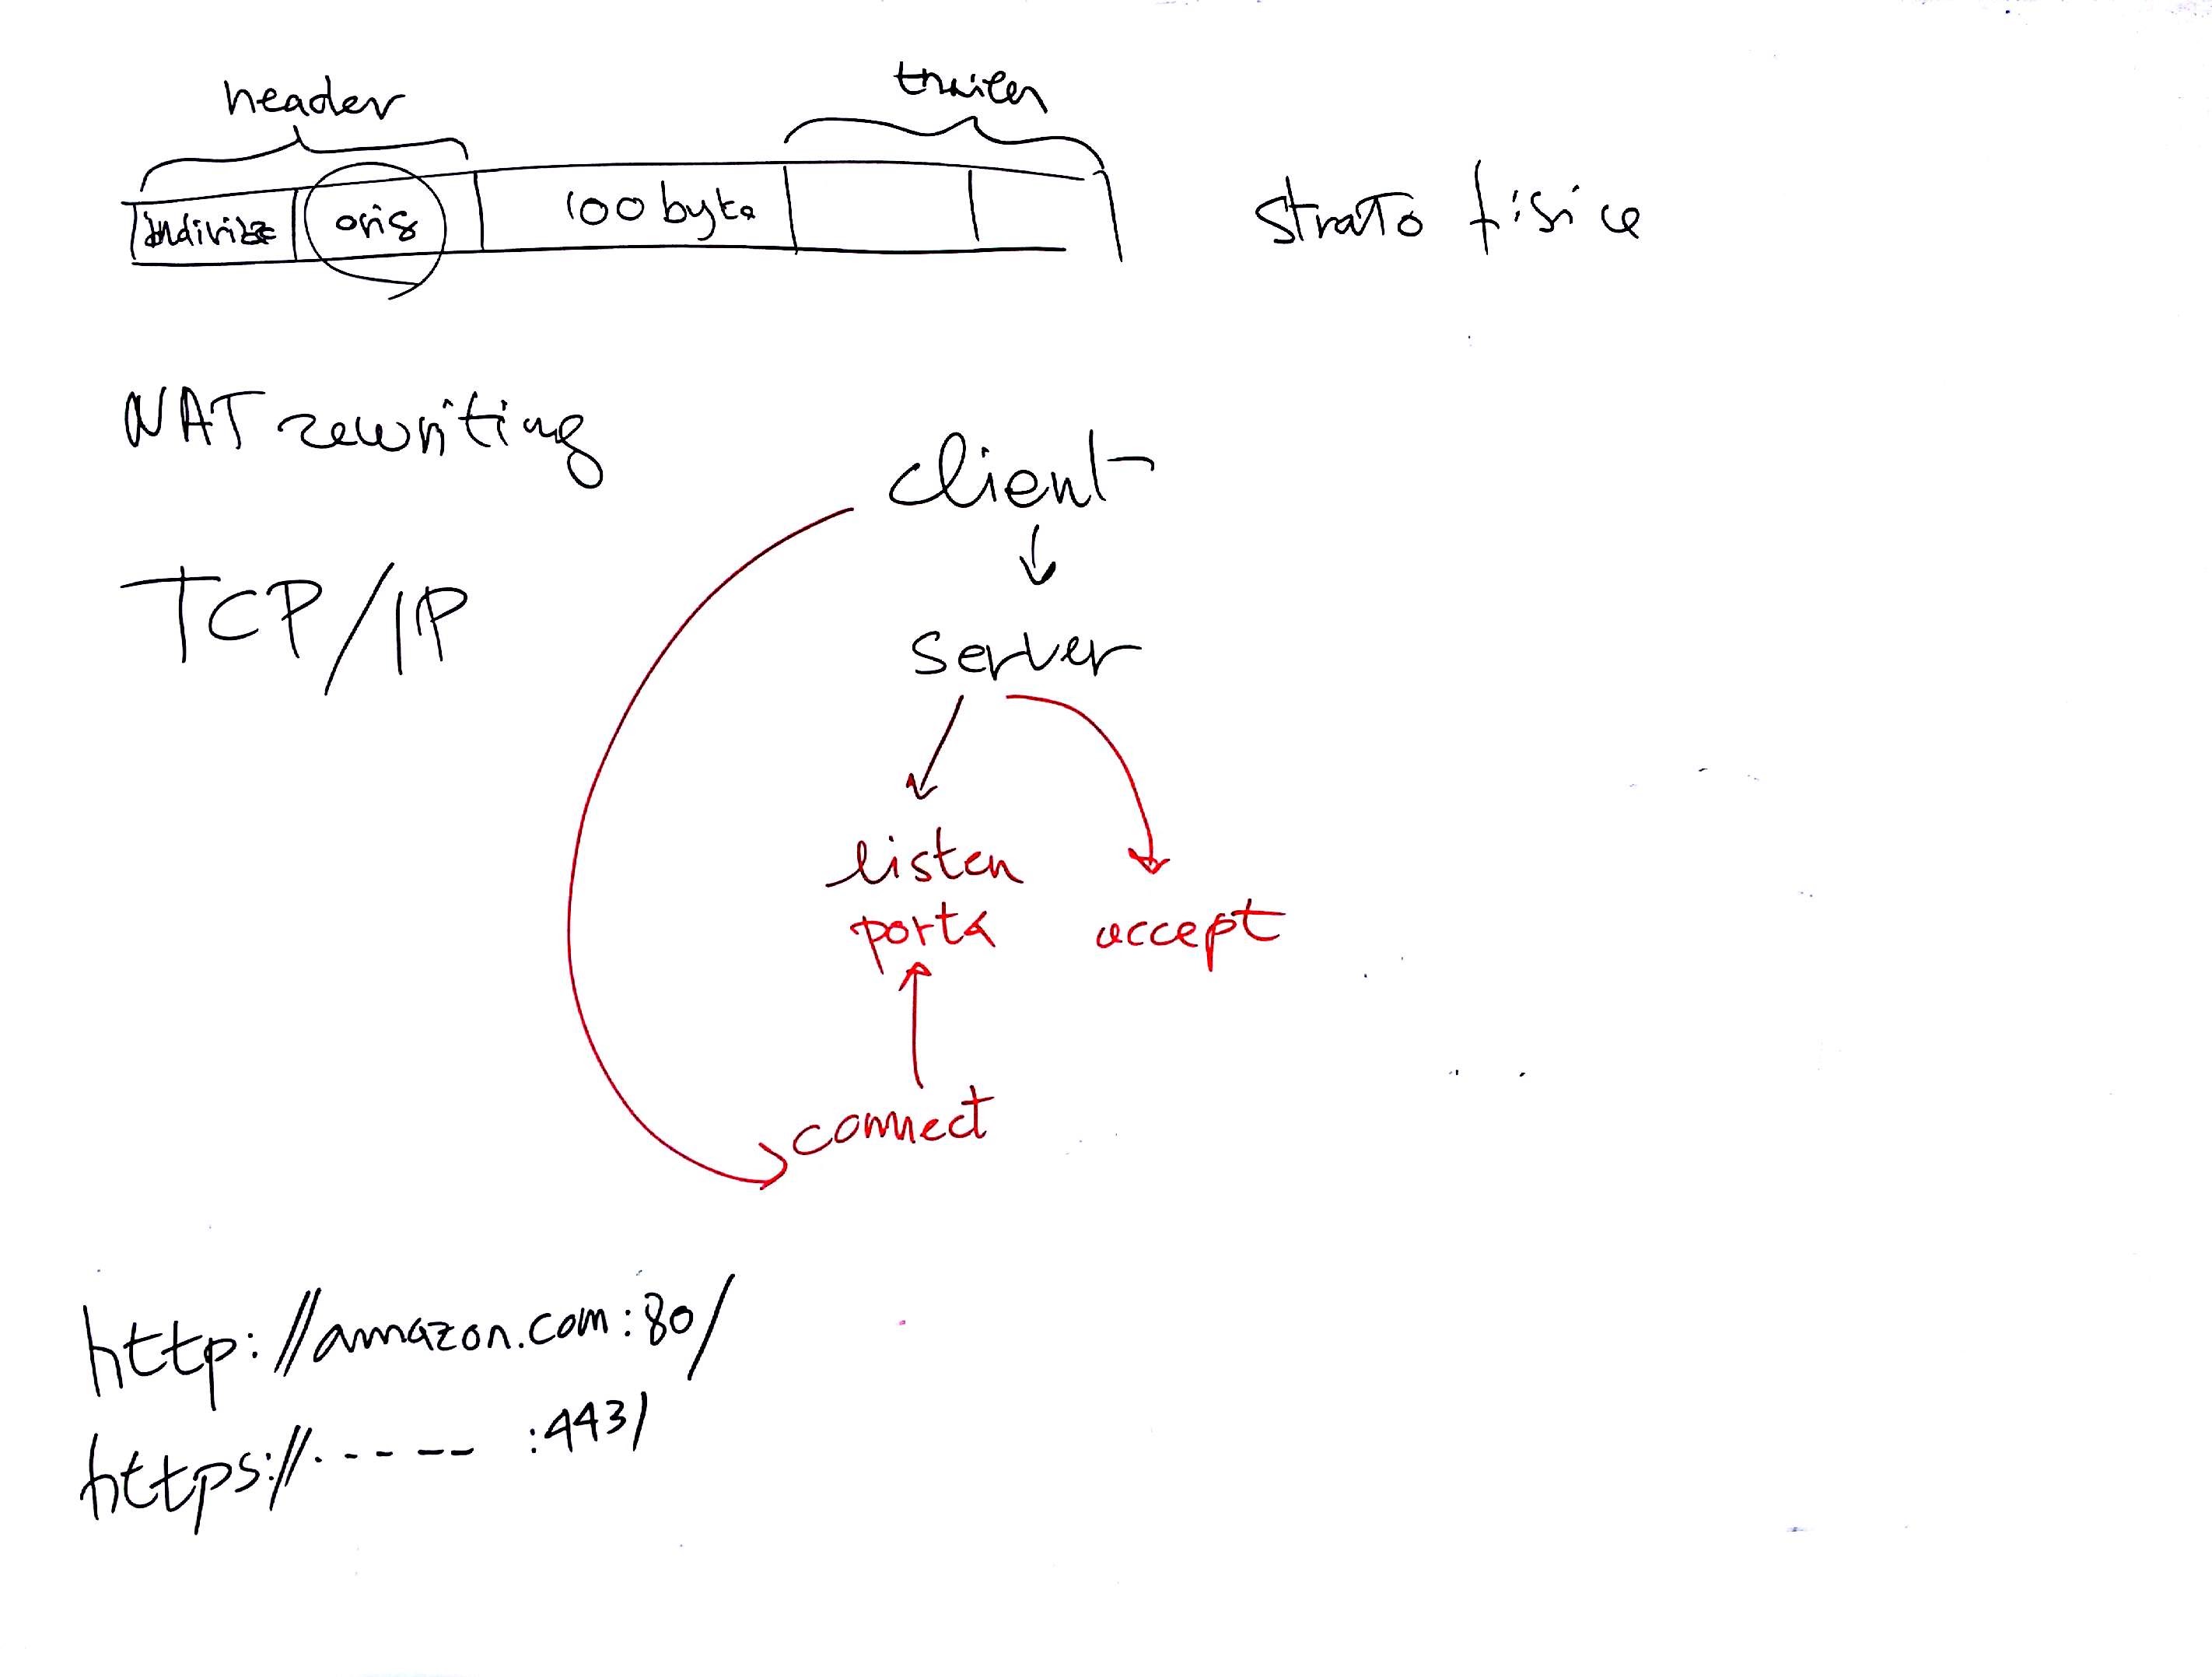 header
trailer
indirizzo
orig
100 byte
strato fisico
NAT rewriting
client
TCP/IP
server
listen
porta
accept
connect
http://amazon.com:80/
https://.---- :443/